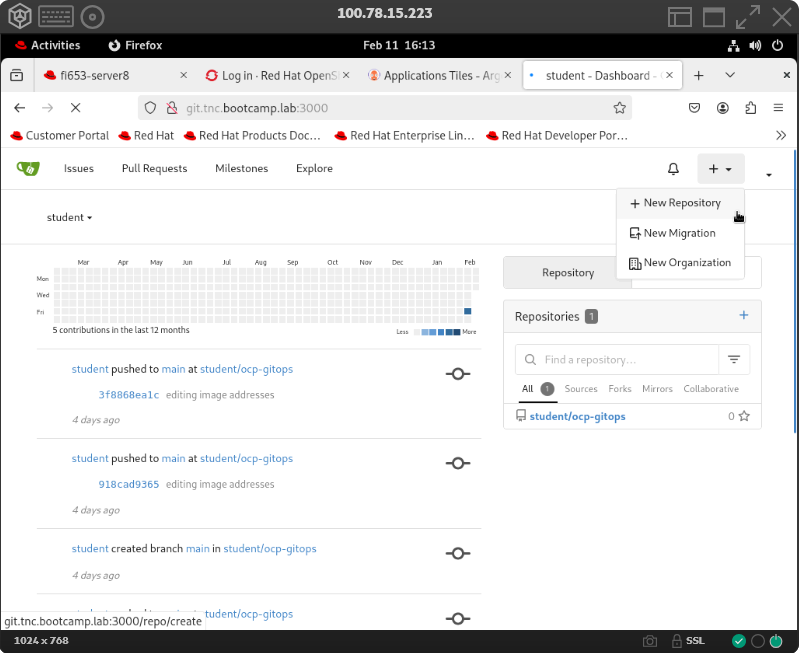 100.78.15.223
Activities Firefox Feb 11 16:13
fi653-server8 Log in · Red Hat OpenS Applications Tiles - Arg student - Dashboard -
git.tnc.bootcamp.lab:3000
Customer Portal Red Hat Red Hat Products Doc... Red Hat Enterprise Lin... Red Hat Developer Por...
Issues Pull Requests Milestones Explore
New Repository
student
New Migration
New Organization
Mar Apr May Jun Jul Aug Sep Oct Nov Dec Jan Feb
Mon
Wed
Fri
5 contributions in the last 12 months Less More
Repository
Repositories 1
Find a repository...
All 1 Sources Forks Mirrors Collaborative
student/ocp-gitops 0
student pushed to main at student/ocp-gitops
3f8868ea1c editing image addresses
4 days ago
student pushed to main at student/ocp-gitops
918cad9365 editing image addresses
4 days ago
student created branch main in student/ocp-gitops
4 days ago
tudent/ocp-gitops
git.tnc.bootcamp.lab:3000/repo/create
1024 x 768 SSL